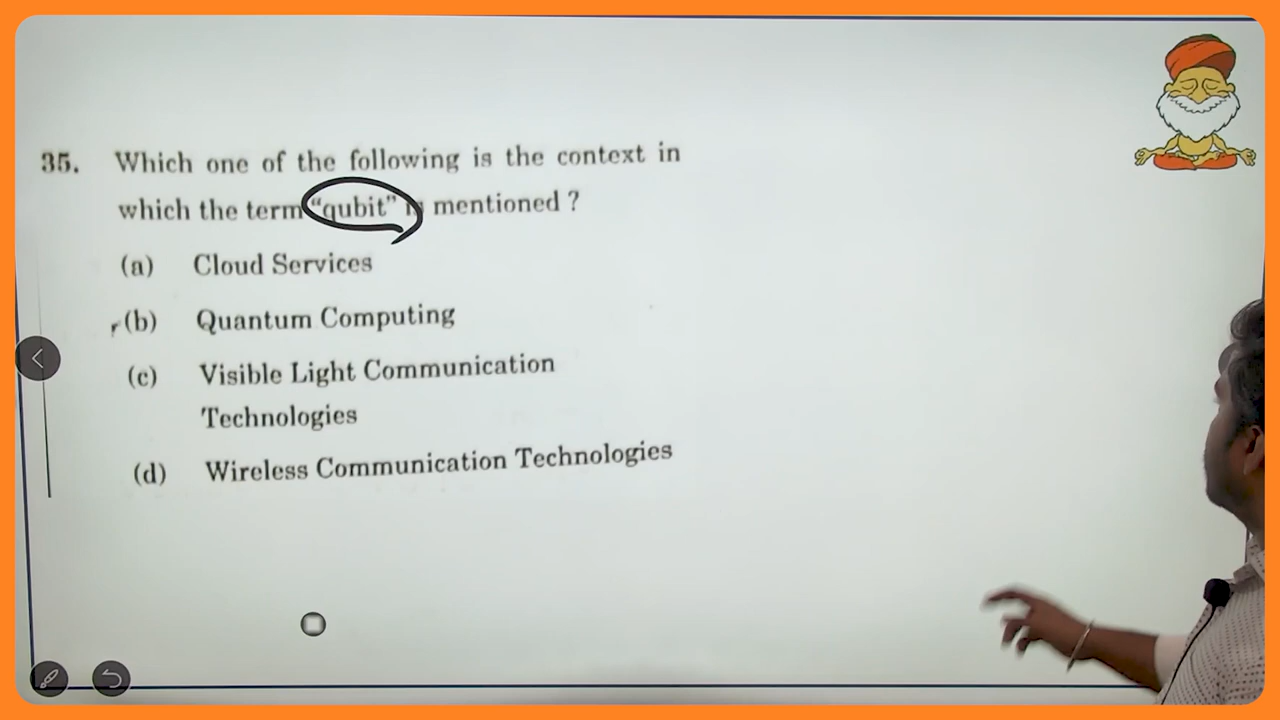 35. Which one of the following is the context in
which the term "qubit" is mentioned ?
(a) Cloud Services
(b) Quantum Computing
(c) Visible Light Communication
Technologies
(d) Wireless Communication Technologies